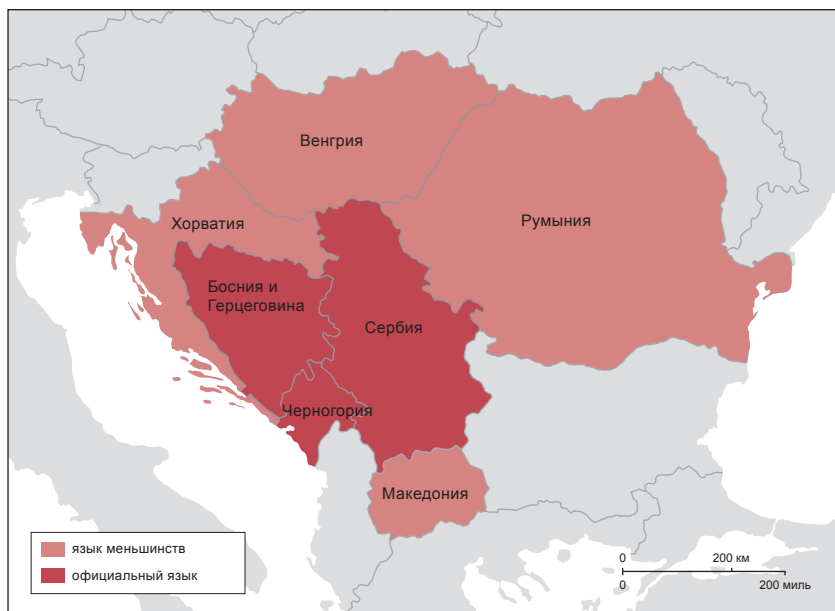 Венгрия
Хорватия
Румыния
Босния и
Герцеговина
Сербия
Черногория
Македония
язык меньшинств
официальный язык
0
200 км
0
200 миль